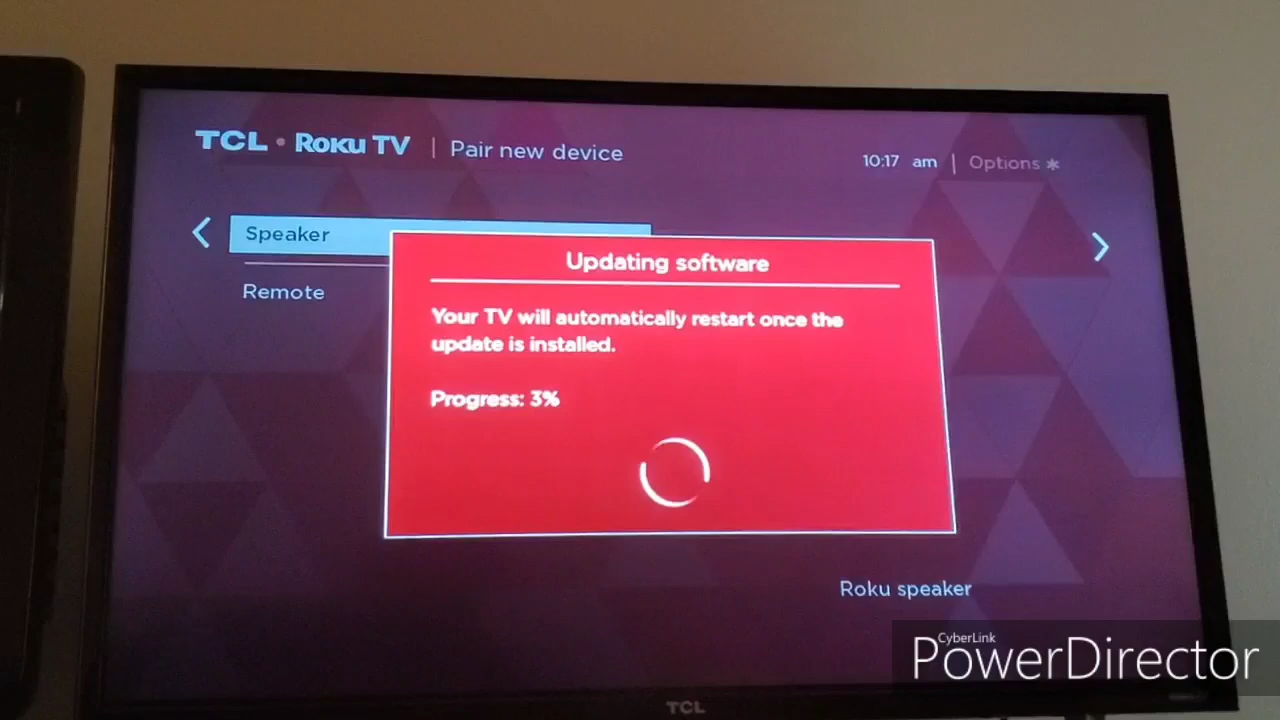 TCL • Roku TV | Pair new device
10:17 am | Options *
Speaker
Remote
Updating software
Your TV will automatically restart once the
update is installed.
Progress: 3%
Roku speaker
CyberLink
PowerDirector
TCL